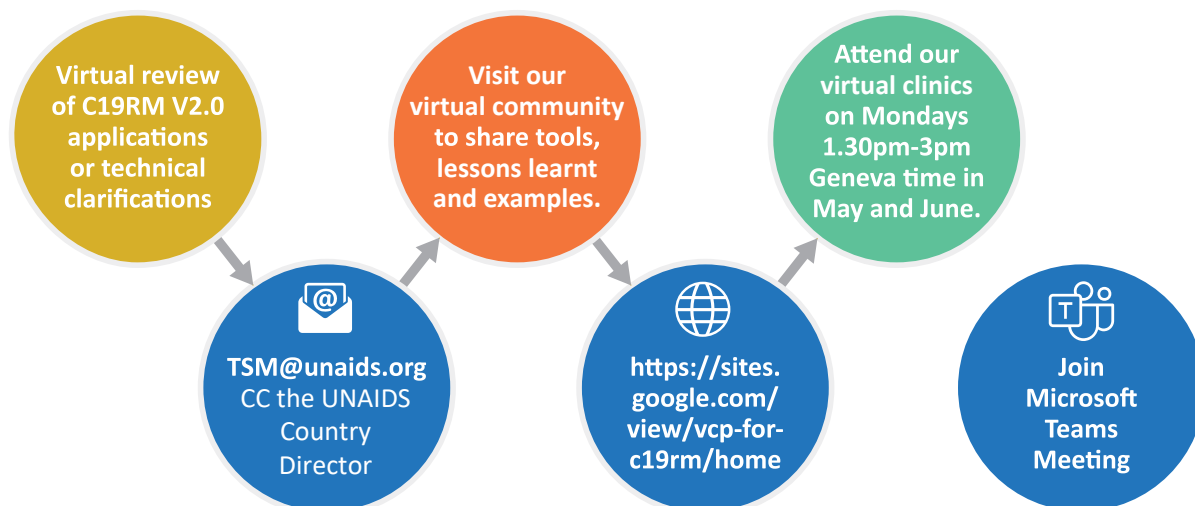 Virtual review
of C19RM V2.0
applications
or technical
clarifications
@
TSM@unaids.org
CC the UNAIDS
Country
Director
Visit our
virtual community
to share tools,
lessons learnt
and examples.
https://sites.
google.com/
view/vcp-for-
c19rm/home
Attend our
virtual clinics
on Mondays
1.30pm-3pm
Geneva time in
May and June.
T
Join
Microsoft
Teams
Meeting